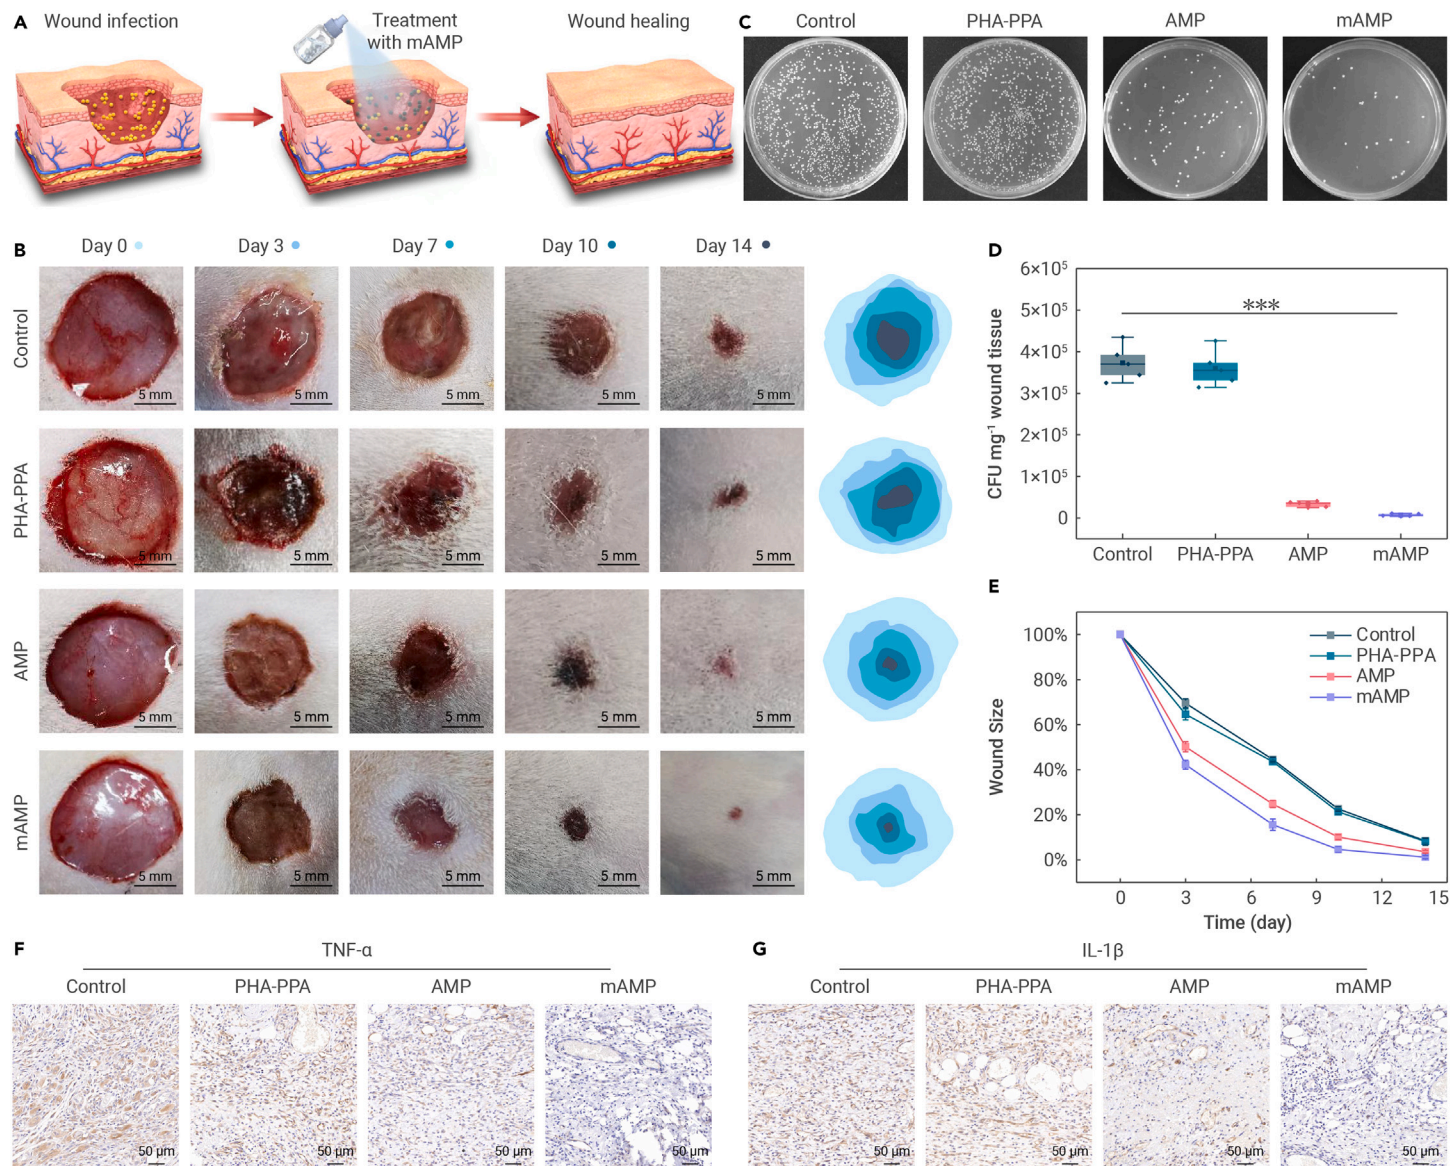 A
Wound infection
Treatment
with mAMP
Wound healing
C
Control
PHA-PPA
AMP
mAMP
B
Day 0
Day 3
Day 7
Day 10
Day 14
Control
5 mm
5 mm
5 mm
5 mm
5 mm
PHA-PPA
5 mm
5 mm
5 mm
5 mm
5 mm
AMP
5 mm
5 mm
5 mm
5 mm
5 mm
mAMP
5 mm
5 mm
5 mm
5 mm
5 mm
D
CFU mg⁻¹ wound tissue
6×10⁵
5×10⁵
4×10⁵
3×10⁵
2×10⁵
1×10⁵
0
***
Control
PHA-PPA
AMP
mAMP
E
Wound Size
100%
80%
60%
40%
20%
0%
Control
PHA-PPA
AMP
mAMP
0
3
6
9
12
15
Time (day)
F
TNF-α
Control
PHA-PPA
AMP
mAMP
50 μm
50 μm
50 μm
50 μm
G
IL-1β
Control
PHA-PPA
AMP
mAMP
50 μm
50 μm
50 μm
50 μm